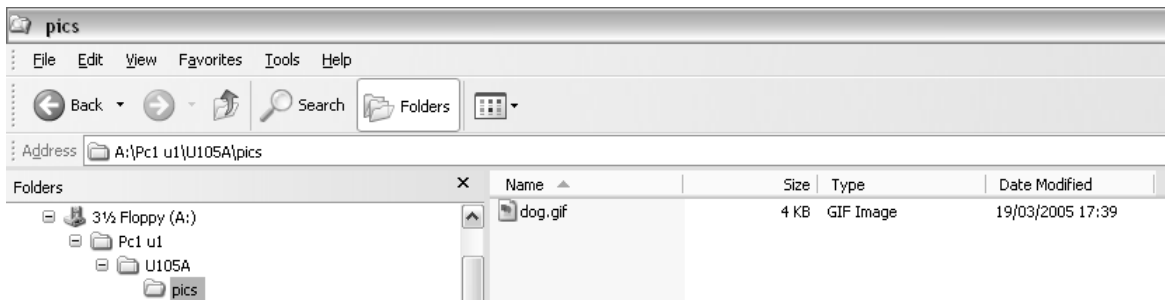 pics
File Edit View Favorites Tools Help
Back Search Folders
Address A:\Pc1 u1\U105A\pics
Folders × Name Size Type Date Modified
3½ Floppy (A:) dog.gif 4 KB GIF Image 19/03/2005 17:39
Pc1 u1
U105A
pics